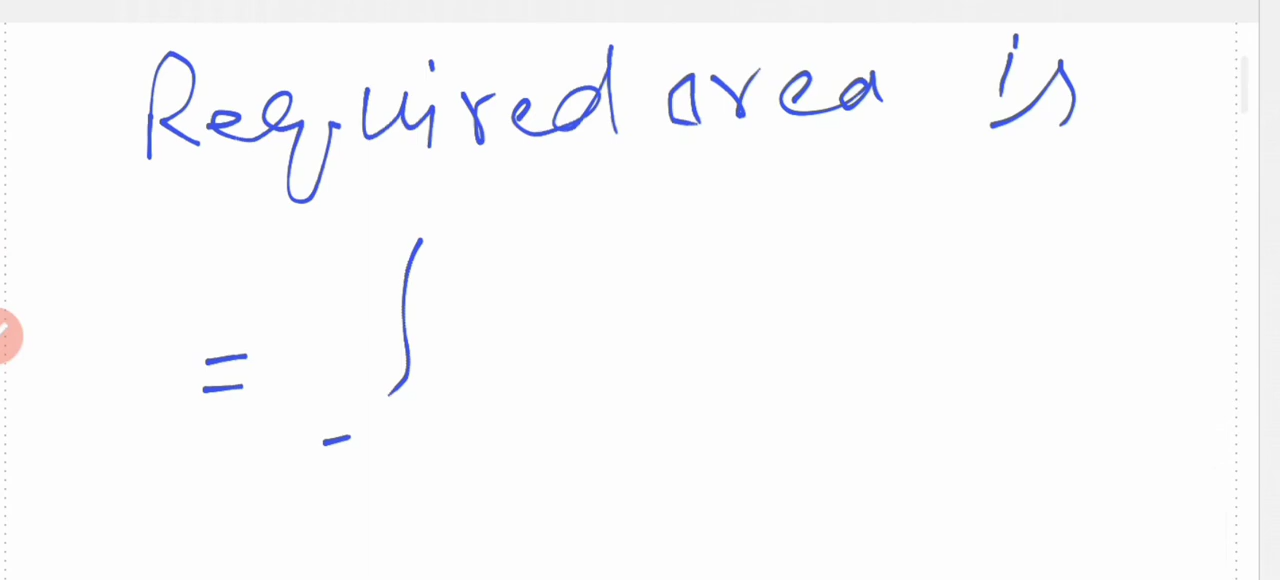 Required area is
= ∫
-